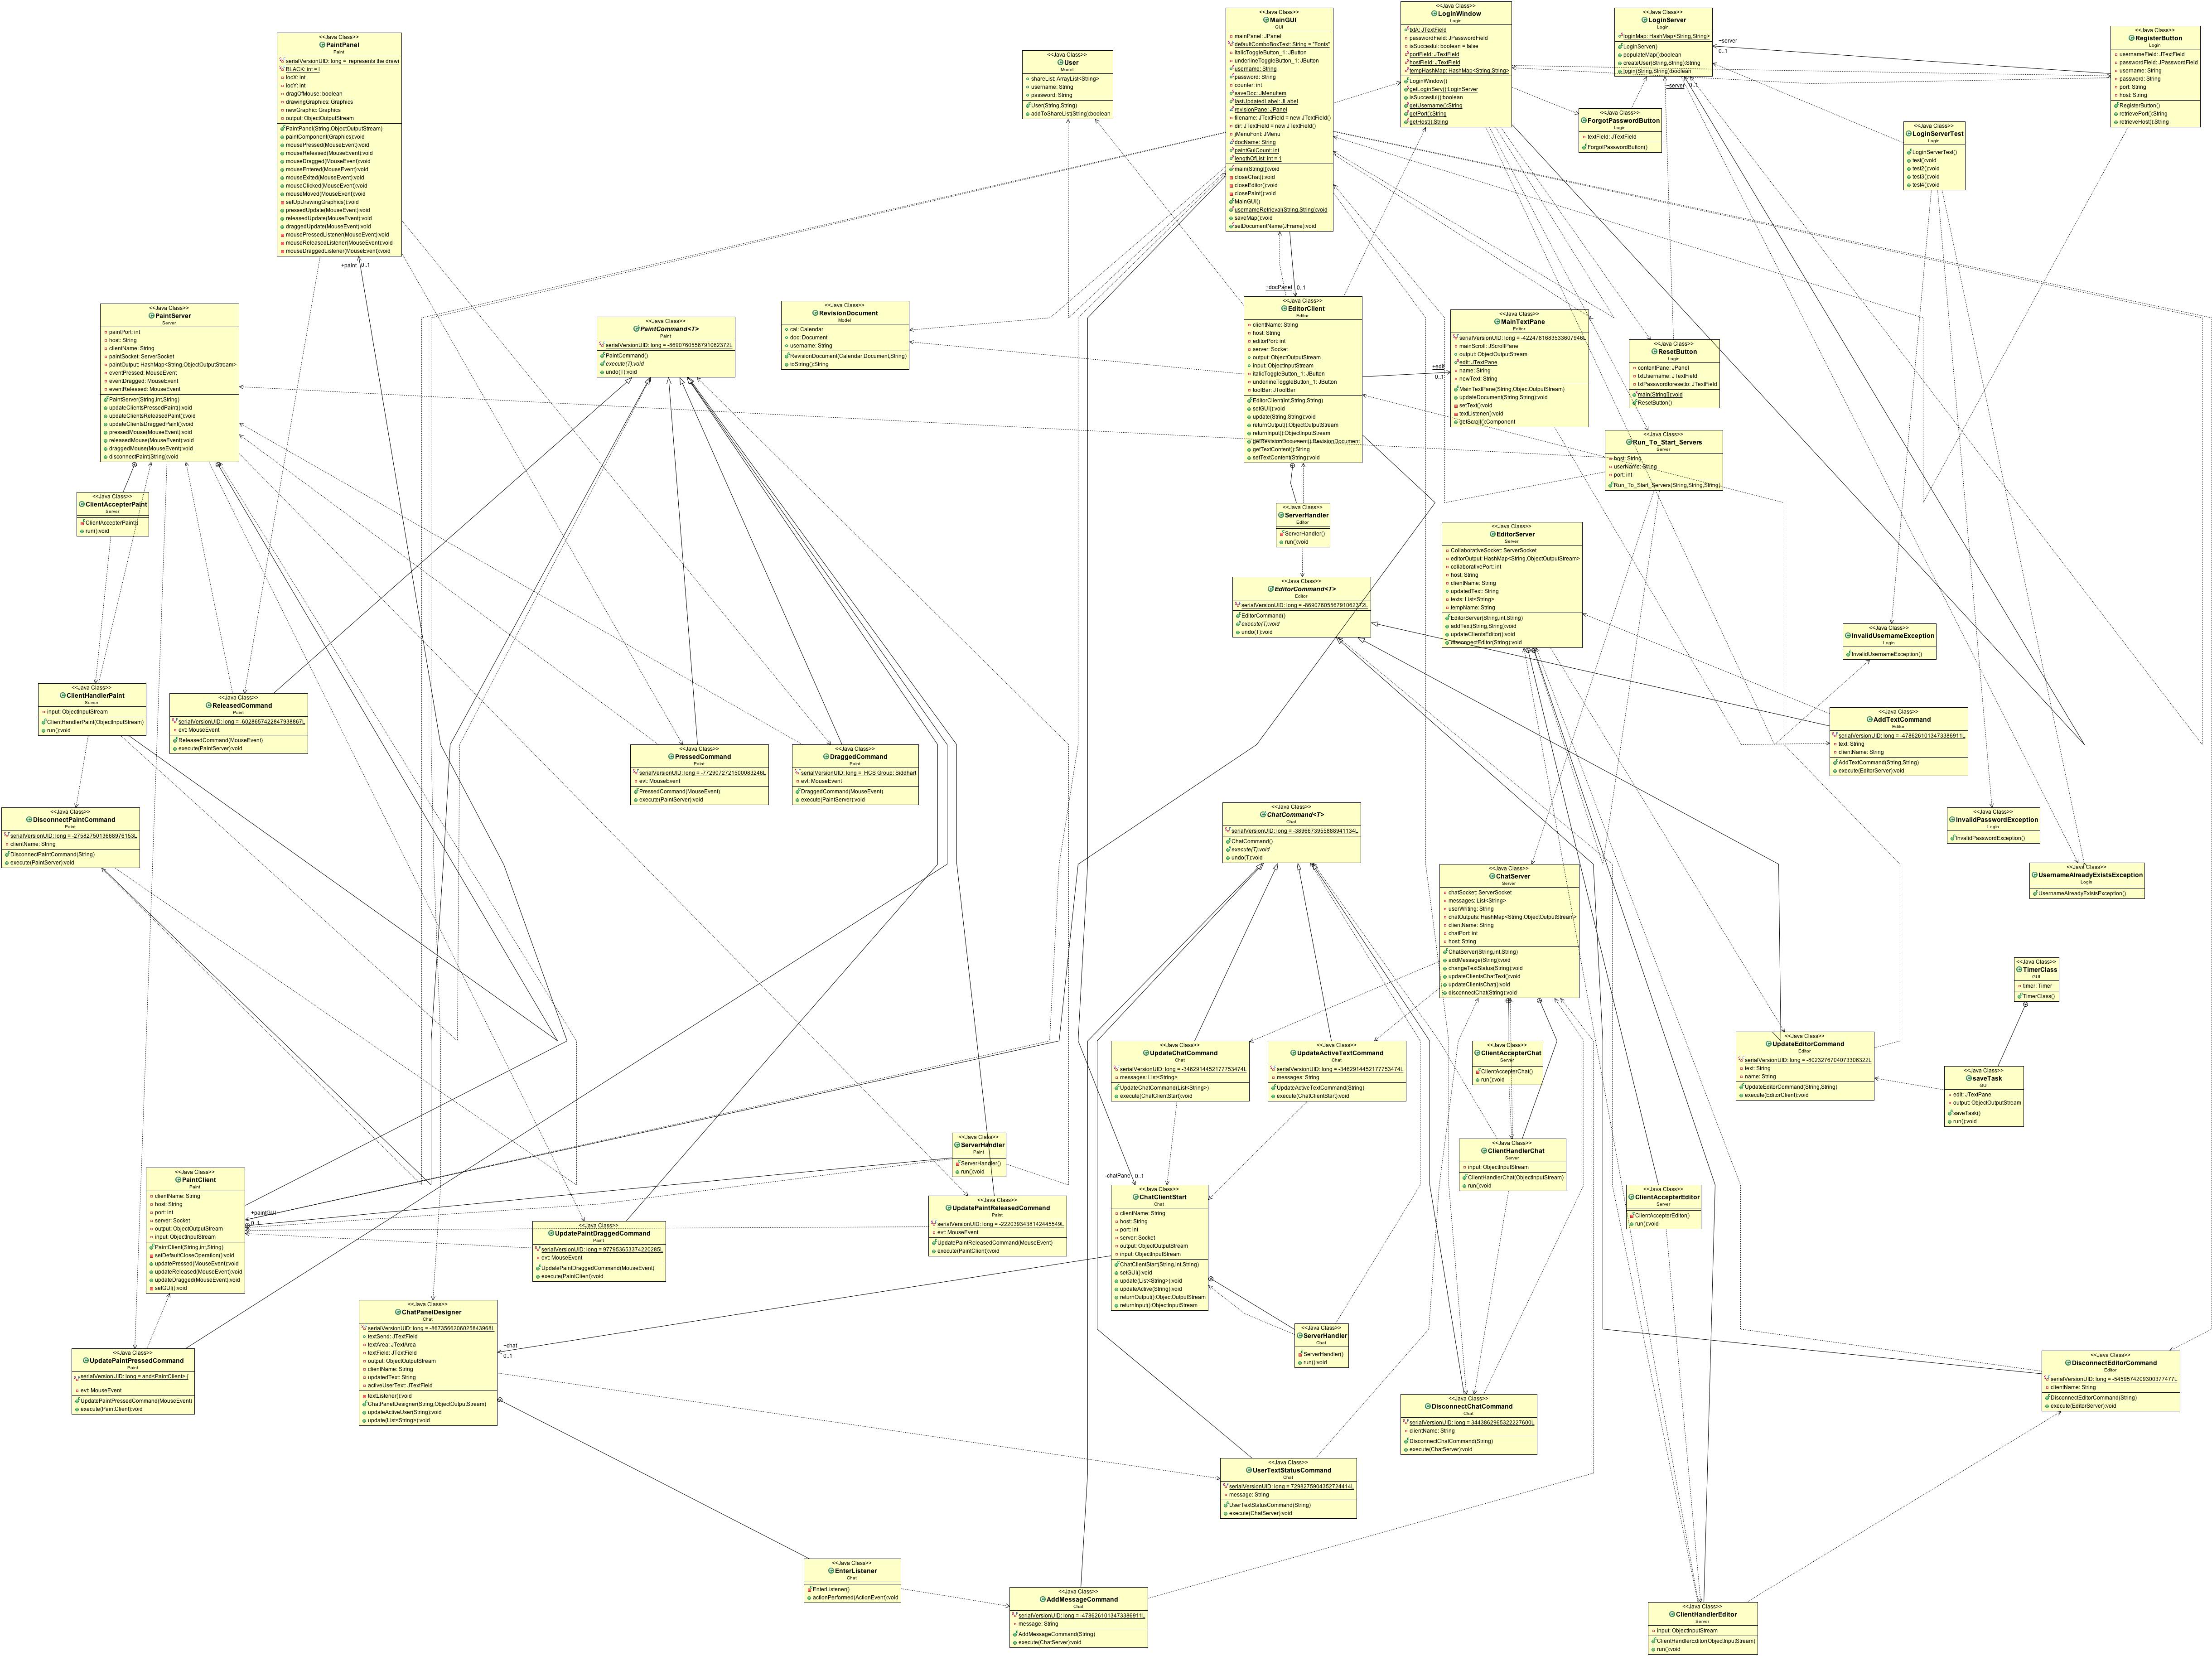 <<Java Class>>
PaintPanel
Paint
serialVersionUID: long = represents the drawi
BLACK: int = I
locX: int
locY: int
dragOfMouse: boolean
drawingGraphics: Graphics
newGraphic: Graphics
output: ObjectOutputStream
PaintPanel(String,ObjectOutputStream)
paintComponent(Graphics):void
mousePressed(MouseEvent):void
mouseReleased(MouseEvent):void
mouseDragged(MouseEvent):void
mouseEntered(MouseEvent):void
mouseExited(MouseEvent):void
mouseClicked(MouseEvent):void
mouseMoved(MouseEvent):void
setUpDrawingGraphics():void
pressedUpdate(MouseEvent):void
releasedUpdate(MouseEvent):void
draggedUpdate(MouseEvent):void
mousePressedListener(MouseEvent):void
mouseReleasedListener(MouseEvent):void
mouseDraggedListener(MouseEvent):void
+paint 0..1
<<Java Class>>
User
Model
shareList: ArrayList<String>
username: String
password: String
User(String,String)
addToShareList(String):boolean
<<Java Class>>
MainGUI
GUI
mainPanel: JPanel
defaultComboBoxText: String = "Fonts"
italicToggleButton_1: JButton
underlineToggleButton_1: JButton
username: String
password: String
counter: int
saveDoc: JMenuItem
lastUpdatedLabel: JLabel
revisionPane: JPanel
filename: JTextField = new JTextField()
dir: JTextField = new JTextField()
jMenuFont: JMenu
docName: String
paintGuiCount: int
lengthOfList: int = 1
main(String[]):void
closeChat():void
closeEditor():void
closePaint():void
MainGUI()
usernameRetrieval(String,String):void
saveMap():void
setDocumentName(JFrame):void
+docPanel 0..1
<<Java Class>>
LoginWindow
Login
txtA: JTextField
passwordField: JPasswordField
isSuccesful: boolean = false
portField: JTextField
hostField: JTextField
tempHashMap: HashMap<String,String>
LoginWindow()
getLoginServ():LoginServer
isSuccesful():boolean
getUsername():String
getPort():String
getHost():String
<<Java Class>>
LoginServer
Login
loginMap: HashMap<String,String>
LoginServer()
populateMap():boolean
createUser(String,String):String
login(String,String):boolean
~server
0..1
~server 0..1
<<Java Class>>
RegisterButton
Login
usernameField: JTextField
passwordField: JPasswordField
username: String
password: String
port: String
host: String
RegisterButton()
retrievePort():String
retrieveHost():String
<<Java Class>>
ForgotPasswordButton
Login
textField: JTextField
ForgotPasswordButton()
<<Java Class>>
LoginServerTest
Login
LoginServerTest()
test():void
test2():void
test3():void
test4():void
<<Java Class>>
PaintServer
Server
paintPort: int
host: String
clientName: String
paintSocket: ServerSocket
paintOutput: HashMap<String,ObjectOutputStream>
eventPressed: MouseEvent
eventDragged: MouseEvent
eventReleased: MouseEvent
PaintServer(String,int,String)
updateClientsPressedPaint():void
updateClientsReleasedPaint():void
updateClientsDraggedPaint():void
pressedMouse(MouseEvent):void
releasedMouse(MouseEvent):void
draggedMouse(MouseEvent):void
disconnectPaint(String):void
<<Java Class>>
PaintCommand<T>
Paint
serialVersionUID: long = -8690760556791062372L
PaintCommand()
execute(T):void
undo(T):void
<<Java Class>>
RevisionDocument
Model
cal: Calendar
doc: Document
username: String
RevisionDocument(Calendar,Document,String)
toString():String
<<Java Class>>
EditorClient
Editor
clientName: String
host: String
editorPort: int
server: Socket
output: ObjectOutputStream
input: ObjectInputStream
italicToggleButton_1: JButton
underlineToggleButton_1: JButton
toolBar: JToolBar
EditorClient(int,String,String)
setGUI():void
update(String,String):void
returnOutput():ObjectOutputStream
returnInput():ObjectInputStream
getRevisionDocument():RevisionDocument
getTextContent():String
setTextContent(String):void
+edit
0..1
<<Java Class>>
MainTextPane
Editor
serialVersionUID: long = -4224781683533607946L
mainScroll: JScrollPane
output: ObjectOutputStream
edit: JTextPane
name: String
newText: String
MainTextPane(String,ObjectOutputStream)
updateDocument(String,String):void
setText():void
textListener():void
getScroll():Component
<<Java Class>>
ResetButton
Login
contentPane: JPanel
txtUsername: JTextField
txtPasswordtoresetto: JTextField
main(String[]):void
ResetButton()
<<Java Class>>
Run_To_Start_Servers
Server
host: String
userName: String
port: int
Run_To_Start_Servers(String,String,String)
<<Java Class>>
ClientAccepterPaint
Server
ClientAccepterPaint()
run():void
<<Java Class>>
ServerHandler
Editor
ServerHandler()
run():void
<<Java Class>>
EditorServer
Server
CollaborativeSocket: ServerSocket
editorOutput: HashMap<String,ObjectOutputStream>
collaborativePort: int
host: String
clientName: String
updatedText: String
texts: List<String>
tempName: String
EditorServer(String,int,String)
addText(String,String):void
updateClientsEditor():void
disconnectEditor(String):void
<<Java Class>>
EditorCommand<T>
Editor
serialVersionUID: long = -8690760556791062372L
EditorCommand()
execute(T):void
undo(T):void
<<Java Class>>
InvalidUsernameException
Login
InvalidUsernameException()
<<Java Class>>
ClientHandlerPaint
Server
input: ObjectInputStream
ClientHandlerPaint(ObjectInputStream)
run():void
<<Java Class>>
ReleasedCommand
Paint
serialVersionUID: long = -6028657422847938867L
evt: MouseEvent
ReleasedCommand(MouseEvent)
execute(PaintServer):void
<<Java Class>>
PressedCommand
Paint
serialVersionUID: long = -7729072721500083246L
evt: MouseEvent
PressedCommand(MouseEvent)
execute(PaintServer):void
<<Java Class>>
DraggedCommand
Paint
serialVersionUID: long = HCS Group: Siddhart
evt: MouseEvent
DraggedCommand(MouseEvent)
execute(PaintServer):void
<<Java Class>>
AddTextCommand
Editor
serialVersionUID: long = -4786261013473386911L
text: String
clientName: String
AddTextCommand(String,String)
execute(EditorServer):void
<<Java Class>>
DisconnectPaintCommand
Paint
serialVersionUID: long = -2758275013668976153L
clientName: String
DisconnectPaintCommand(String)
execute(PaintServer):void
<<Java Class>>
ChatCommand<T>
Chat
serialVersionUID: long = -3896673955888941134L
ChatCommand()
execute(T):void
undo(T):void
<<Java Class>>
InvalidPasswordException
Login
InvalidPasswordException()
<<Java Class>>
UsernameAlreadyExistsException
Login
UsernameAlreadyExistsException()
<<Java Class>>
ChatServer
Server
chatSocket: ServerSocket
messages: List<String>
userWriting: String
chatOutputs: HashMap<String,ObjectOutputStream>
clientName: String
chatPort: int
host: String
ChatServer(String,int,String)
addMessage(String):void
changeTextStatus(String):void
updateClientsChatText():void
updateClientsChat():void
disconnectChat(String):void
<<Java Class>>
TimerClass
GUI
timer: Timer
TimerClass()
<<Java Class>>
UpdateChatCommand
Chat
serialVersionUID: long = -3462914452177753474L
messages: List<String>
UpdateChatCommand(List<String>)
execute(ChatClientStart):void
<<Java Class>>
UpdateActiveTextCommand
Chat
serialVersionUID: long = -3462914452177753474L
messages: String
UpdateActiveTextCommand(String)
execute(ChatClientStart):void
<<Java Class>>
ClientAccepterChat
Server
ClientAccepterChat()
run():void
<<Java Class>>
UpdateEditorCommand
Editor
serialVersionUID: long = -8023276704073306322L
text: String
name: String
UpdateEditorCommand(String,String)
execute(EditorClient):void
<<Java Class>>
saveTask
GUI
edit: JTextPane
output: ObjectOutputStream
saveTask()
run():void
<<Java Class>>
ServerHandler
Paint
ServerHandler()
run():void
<<Java Class>>
ClientHandlerChat
Server
input: ObjectInputStream
ClientHandlerChat(ObjectInputStream)
run():void
<<Java Class>>
PaintClient
Paint
clientName: String
host: String
port: int
server: Socket
output: ObjectOutputStream
input: ObjectInputStream
PaintClient(String,int,String)
setDefaultCloseOperation():void
updatePressed(MouseEvent):void
updateReleased(MouseEvent):void
updateDragged(MouseEvent):void
setGUI():void
+paintGUI
0..1
<<Java Class>>
UpdatePaintReleasedCommand
Paint
serialVersionUID: long = -2220393438142445549L
evt: MouseEvent
UpdatePaintReleasedCommand(MouseEvent)
execute(PaintClient):void
<<Java Class>>
UpdatePaintDraggedCommand
Paint
serialVersionUID: long = 977953653374220285L
evt: MouseEvent
UpdatePaintDraggedCommand(MouseEvent)
execute(PaintClient):void
-chatPane 0..1
<<Java Class>>
ChatClientStart
Chat
clientName: String
host: String
port: int
server: Socket
output: ObjectOutputStream
input: ObjectInputStream
ChatClientStart(String,int,String)
setGUI():void
update(List<String>):void
updateActive(String):void
returnOutput():ObjectOutputStream
returnInput():ObjectInputStream
<<Java Class>>
ClientAccepterEditor
Server
ClientAccepterEditor()
run():void
<<Java Class>>
ChatPanelDesigner
Chat
serialVersionUID: long = -8673566206025843968L
textSend: JTextField
textArea: JTextArea
textField: JTextField
output: ObjectOutputStream
clientName: String
updatedText: String
activeUserText: JTextField
textListener():void
ChatPanelDesigner(String,ObjectOutputStream)
updateActiveUser(String):void
update(List<String>):void
+chat
0..1
<<Java Class>>
ServerHandler
Chat
ServerHandler()
run():void
<<Java Class>>
UpdatePaintPressedCommand
Paint
serialVersionUID: long = and<PaintClient> {
evt: MouseEvent
UpdatePaintPressedCommand(MouseEvent)
execute(PaintClient):void
<<Java Class>>
DisconnectEditorCommand
Editor
serialVersionUID: long = -5459574209300377477L
clientName: String
DisconnectEditorCommand(String)
execute(EditorServer):void
<<Java Class>>
DisconnectChatCommand
Chat
serialVersionUID: long = 3443862965322227600L
clientName: String
DisconnectChatCommand(String)
execute(ChatServer):void
<<Java Class>>
UserTextStatusCommand
Chat
serialVersionUID: long = 7298275904352724414L
message: String
UserTextStatusCommand(String)
execute(ChatServer):void
<<Java Class>>
EnterListener
Chat
EnterListener()
actionPerformed(ActionEvent):void
<<Java Class>>
AddMessageCommand
Chat
serialVersionUID: long = -4786261013473386911L
message: String
AddMessageCommand(String)
execute(ChatServer):void
<<Java Class>>
ClientHandlerEditor
Server
input: ObjectInputStream
ClientHandlerEditor(ObjectInputStream)
run():void